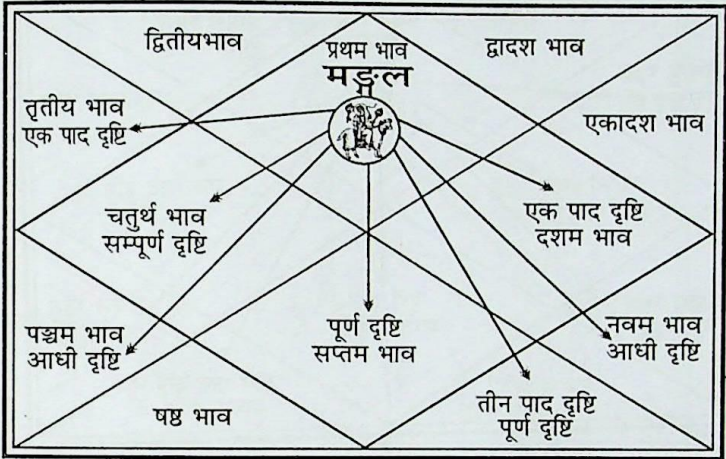 द्वितीयभाव
प्रथम भाव
मङ्गल
द्वादश भाव
तृतीय भाव
एक पाद दृष्टि
एकादश भाव
चतुर्थ भाव
सम्पूर्ण दृष्टि
एक पाद दृष्टि
दशम भाव
पञ्चम भाव
आधी दृष्टि
पूर्ण दृष्टि
सप्तम भाव
नवम भाव
आधी दृष्टि
षष्ठ भाव
तीन पाद दृष्टि
पूर्ण दृष्टि